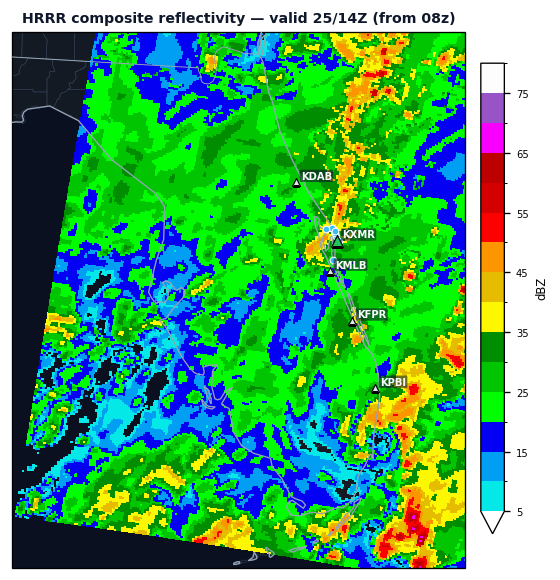 HRRR composite reflectivity — valid 25/14Z (from 08z)
KDAB
KXMR
KMLB
KFPR
KPBI
75
65
55
45
35
25
15
5
dBZ